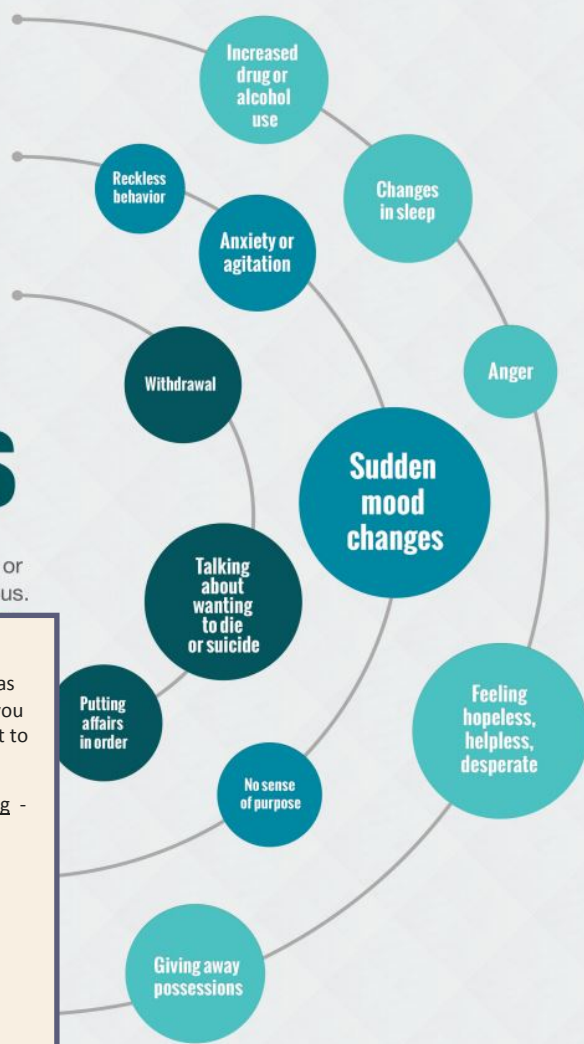 Increased
drug or
alcohol
use
Reckless
behavior
Changes
in sleep
Anxiety or
agitation
Withdrawal
Anger
S
Sudden
mood
changes
or
us.
Talking
about
wanting
to die
or suicide
as
ou
t to
g -
Putting
affairs
in order
Feeling
hopeless,
helpless,
desperate
No sense
of purpose
Giving away
possessions